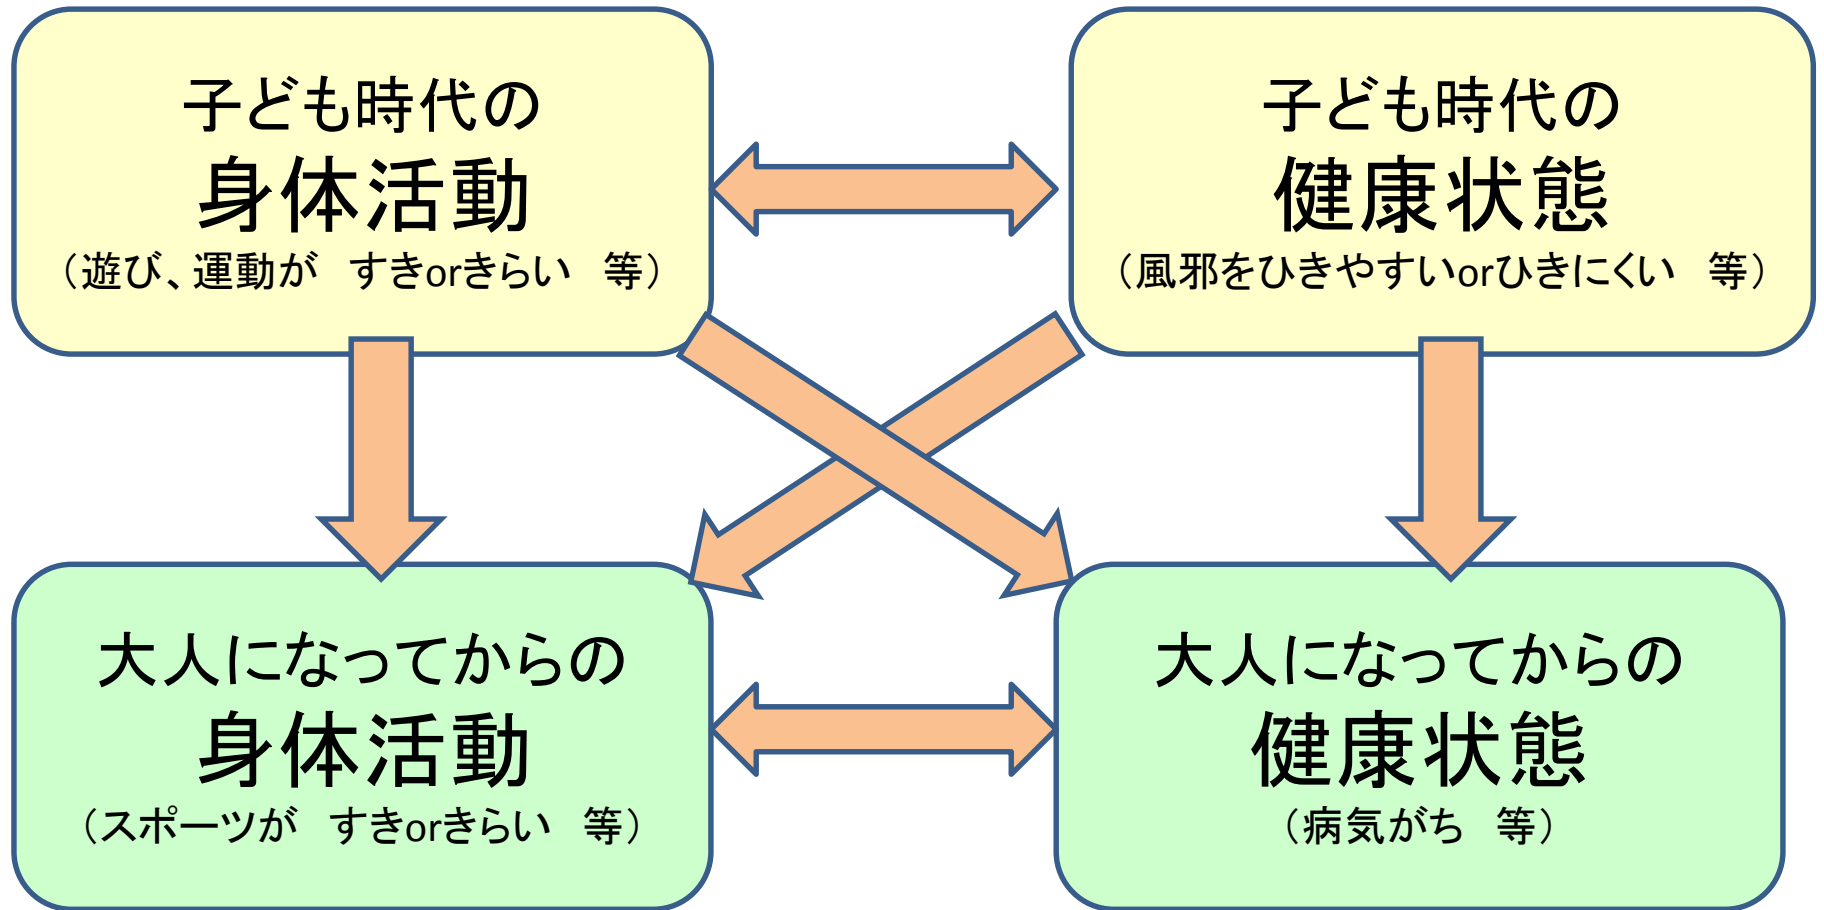 子ども時代の
身体活動
（遊び、運動が　すきorきらい　等）
子ども時代の
健康状態
（風邪をひきやすいorひきにくい　等）
大人になってからの
身体活動
（スポーツが　すきorきらい　等）
大人になってからの
健康状態
（病気がち　等）